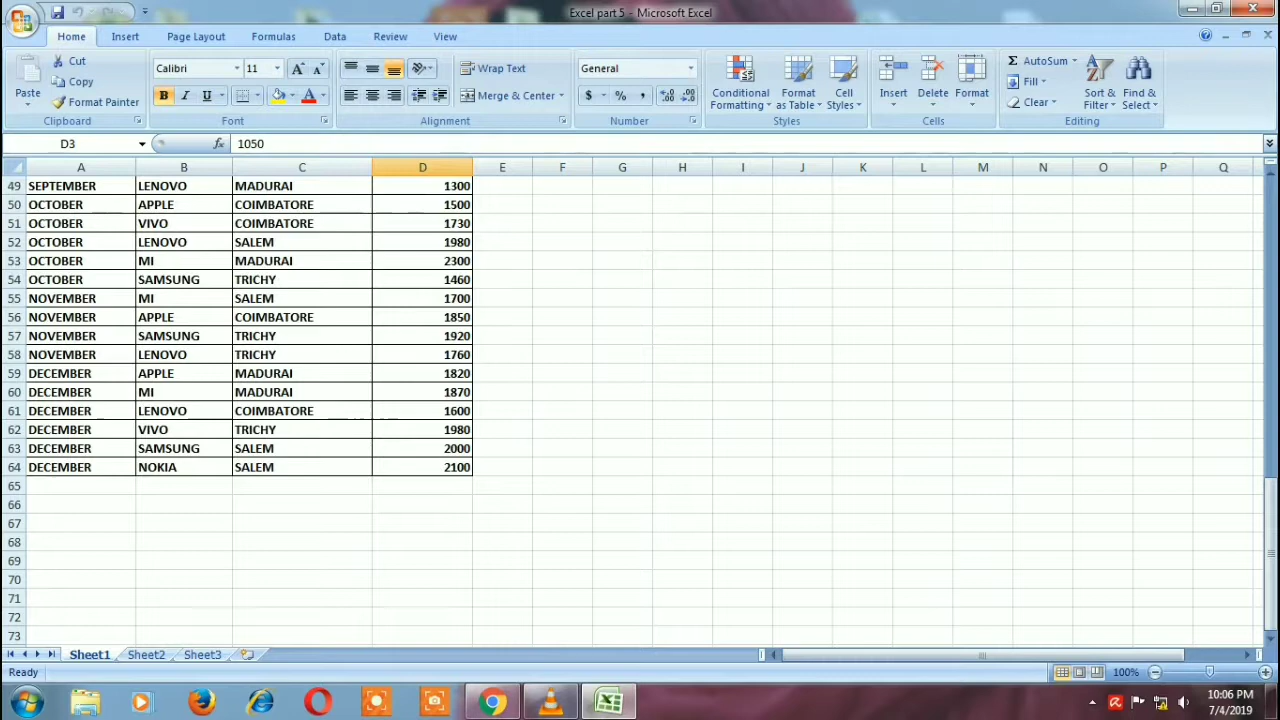 Excel part 5 - Microsoft Excel
Home Insert Page Layout Formulas Data Review View
Paste
Cut
Copy
Format Painter
Clipboard
Calibri 11
B I U
Font
Wrap Text
Merge & Center
Alignment
General
$ % ,
Number
Conditional Formatting
Format as Table
Cell Styles
Styles
Insert
Delete
Format
Cells
Σ AutoSum
Fill
Clear
Sort & Filter
Find & Select
Editing
D3 fx 1050
A B C D E F G H I J K L M N O P Q
49 SEPTEMBER LENOVO MADURAI 1300
50 OCTOBER APPLE COIMBATORE 1500
51 OCTOBER VIVO COIMBATORE 1730
52 OCTOBER LENOVO SALEM 1980
53 OCTOBER MI MADURAI 2300
54 OCTOBER SAMSUNG TRICHY 1460
55 NOVEMBER MI SALEM 1700
56 NOVEMBER APPLE COIMBATORE 1850
57 NOVEMBER SAMSUNG TRICHY 1920
58 NOVEMBER LENOVO TRICHY 1760
59 DECEMBER APPLE MADURAI 1820
60 DECEMBER MI MADURAI 1870
61 DECEMBER LENOVO COIMBATORE 1600
62 DECEMBER VIVO TRICHY 1980
63 DECEMBER SAMSUNG SALEM 2000
64 DECEMBER NOKIA SALEM 2100
65
66
67
68
69
70
71
72
73
Sheet1 Sheet2 Sheet3
Ready 100%
10:06 PM
7/4/2019